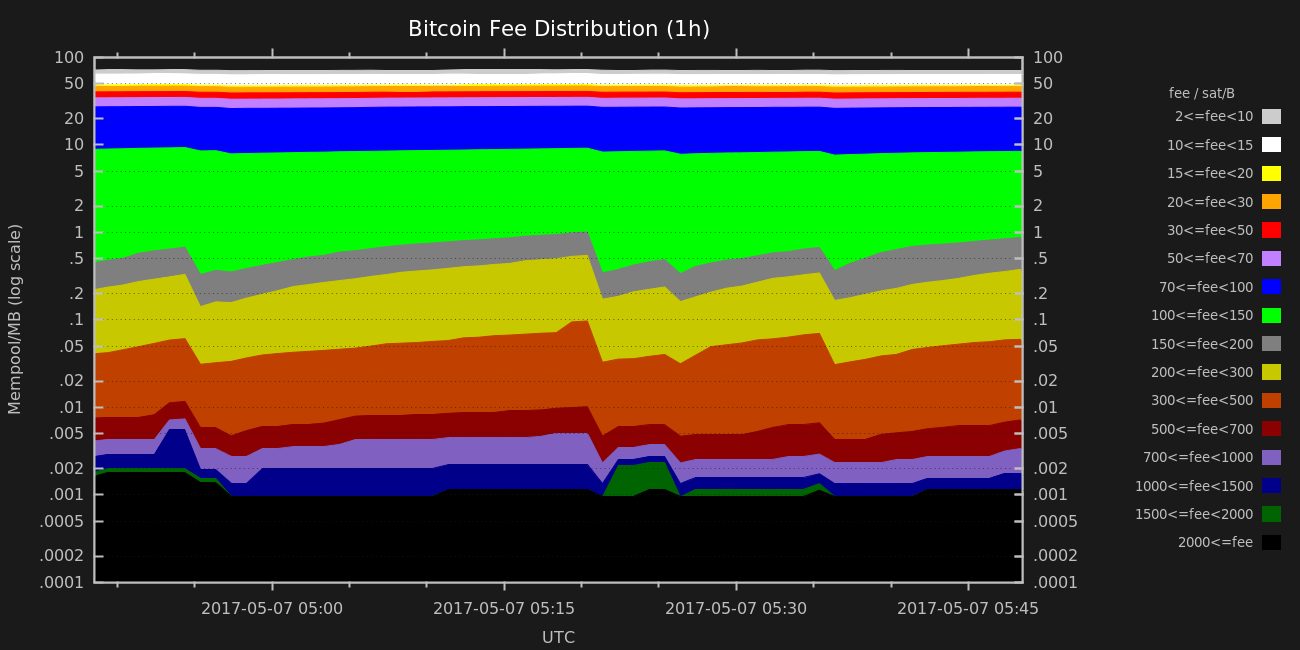 Bitcoin Fee Distribution (1h)
Mempool/MB (log scale)
100
50
20
10
5
2
1
.5
.2
.1
.05
.02
.01
.005
.002
.001
.0005
.0002
.0001
100
50
20
10
5
2
1
.5
.2
.1
.05
.02
.01
.005
.002
.001
.0005
.0002
.0001
2017-05-07 05:00 2017-05-07 05:15 2017-05-07 05:30 2017-05-07 05:45
UTC
fee / sat/B
2<=fee<10
10<=fee<15
15<=fee<20
20<=fee<30
30<=fee<50
50<=fee<70
70<=fee<100
100<=fee<150
150<=fee<200
200<=fee<300
300<=fee<500
500<=fee<700
700<=fee<1000
1000<=fee<1500
1500<=fee<2000
2000<=fee